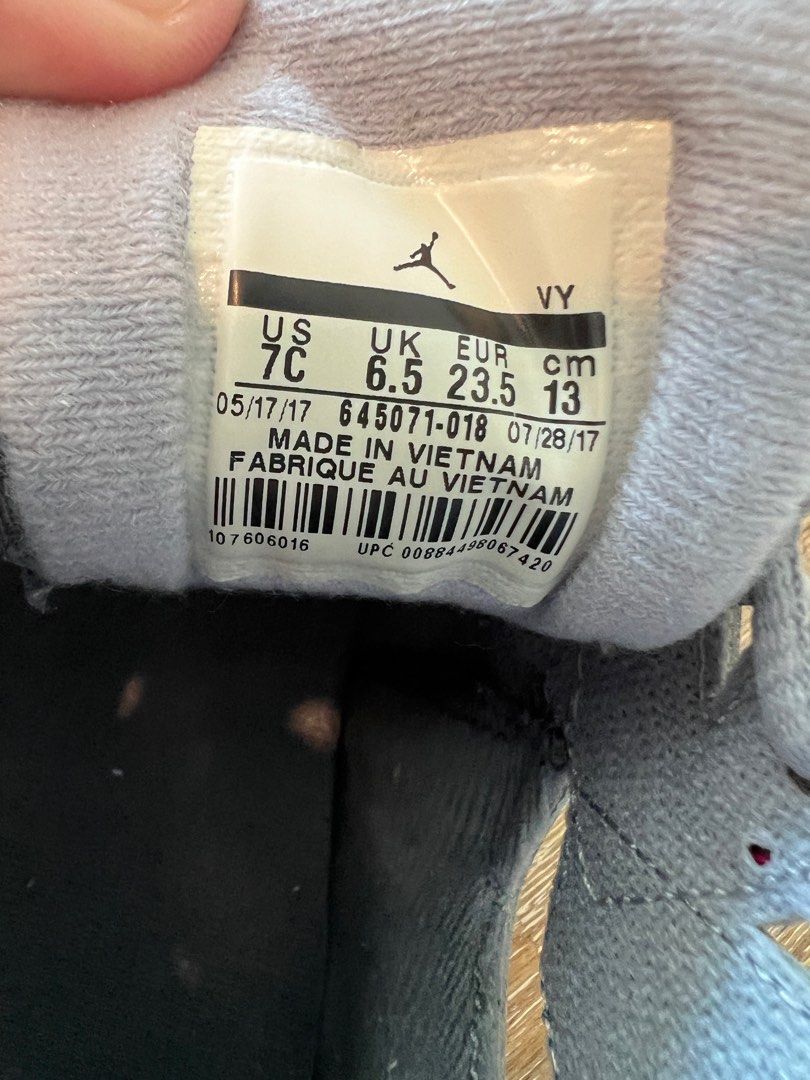 VY
US UK EUR cm
7C 6.5 23.5 13
05/17/17 645071-018 07/28/17
MADE IN VIETNAM
FABRIQUE AU VIETNAM
107606016 UPC 00884498067420